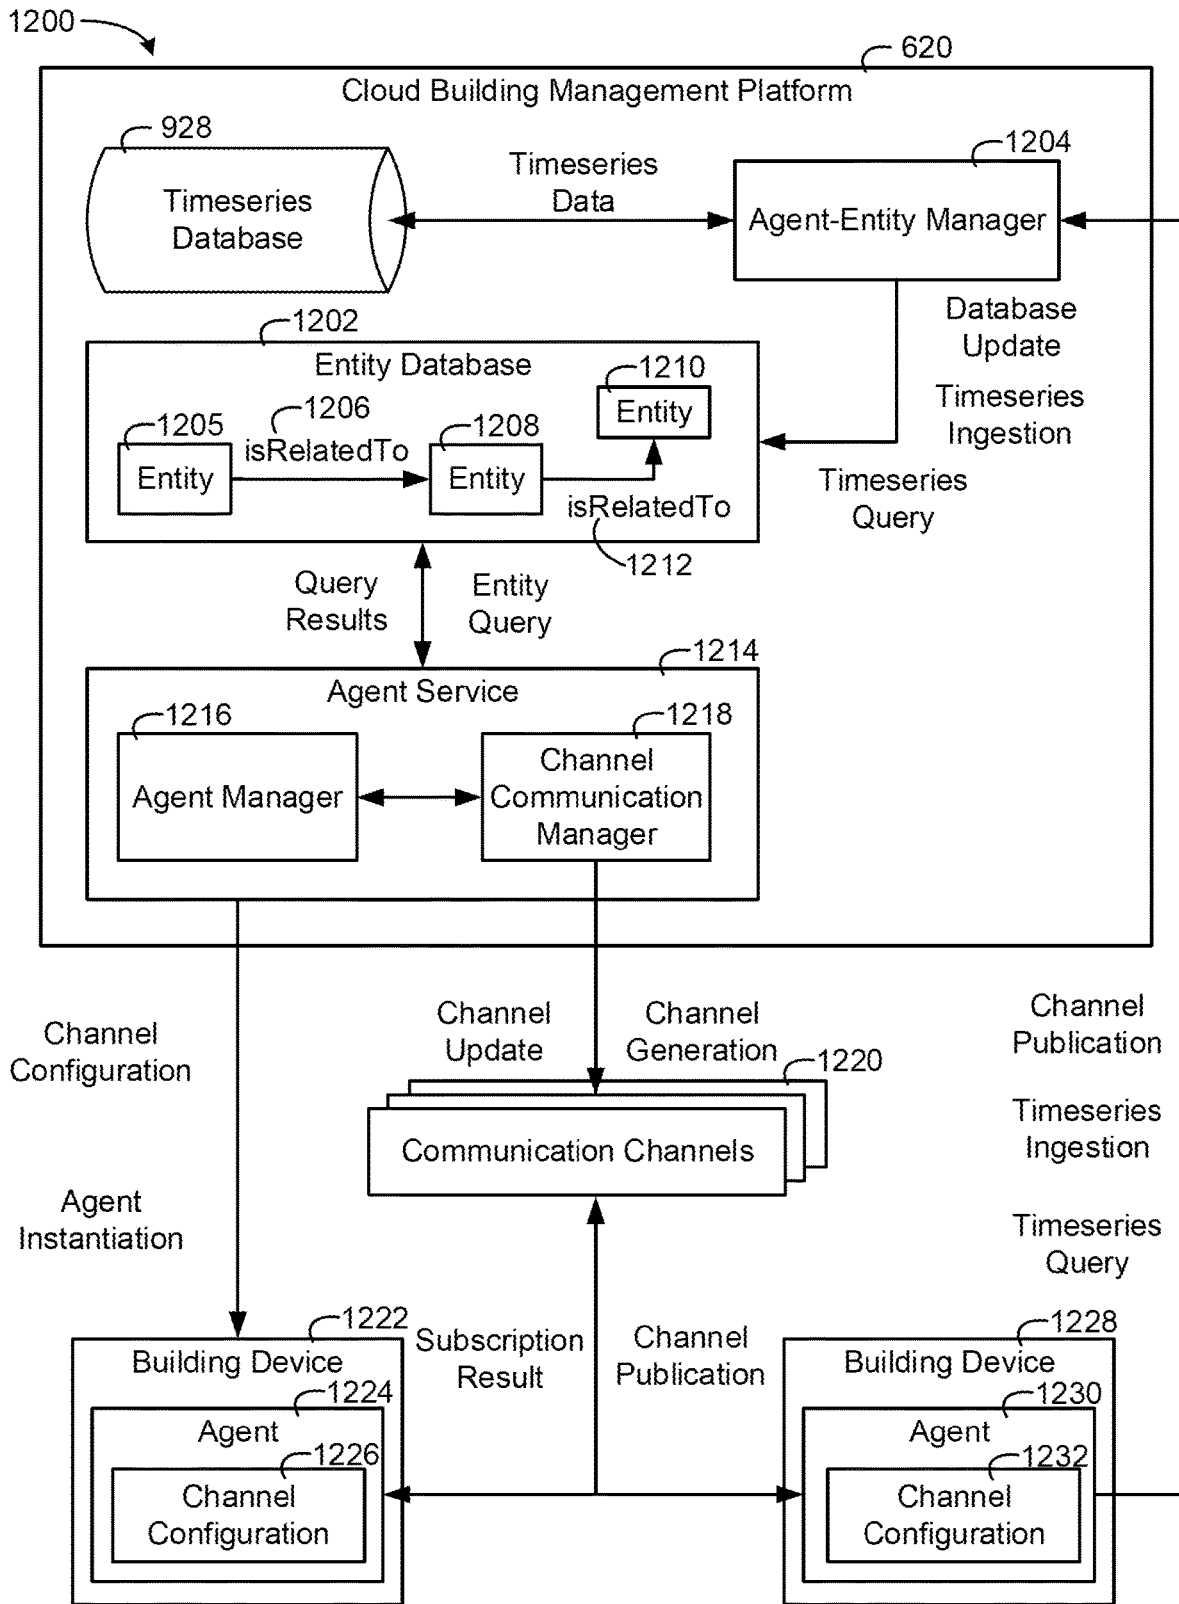 1200
620
Cloud Building Management Platform
928
Timeseries
Database
Timeseries
Data
1204
Agent-Entity Manager
Database
Update
Timeseries
Ingestion
Timeseries
Query
1202
Entity Database
1205
Entity
1206
isRelatedTo
1208
Entity
1210
Entity
isRelatedTo
1212
Query
Results
Entity
Query
1214
Agent Service
1216
Agent Manager
1218
Channel
Communication
Manager
Channel
Configuration
Channel
Update
Channel
Generation
1220
Communication Channels
Channel
Publication
Timeseries
Ingestion
Timeseries
Query
Agent
Instantiation
1222
Building Device
1224
Agent
1226
Channel
Configuration
Subscription
Result
Channel
Publication
1228
Building Device
1230
Agent
1232
Channel
Configuration